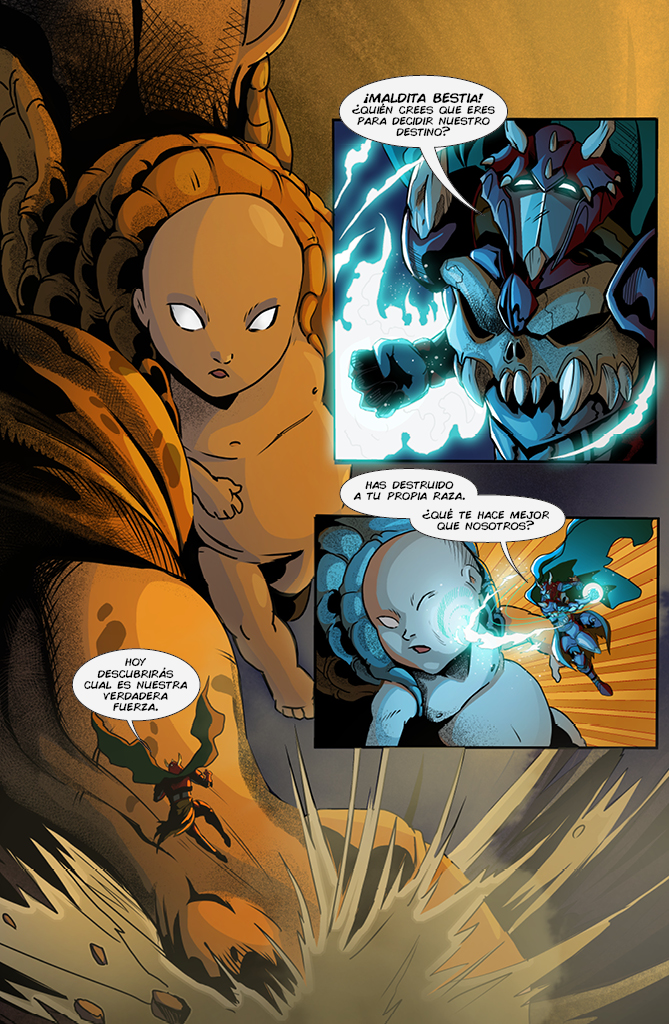 ¡MALDITA BESTIA!
¿QUIÉN CREES QUE ERES
PARA DECIDIR NUESTRO
DESTINO?
HAS DESTRUIDO
A TU PROPIA RAZA.
¿QUÉ TE HACE MEJOR
QUE NOSOTROS?
HOY
DESCUBRIRÁS
CUAL ES NUESTRA
VERDADERA
FUERZA.